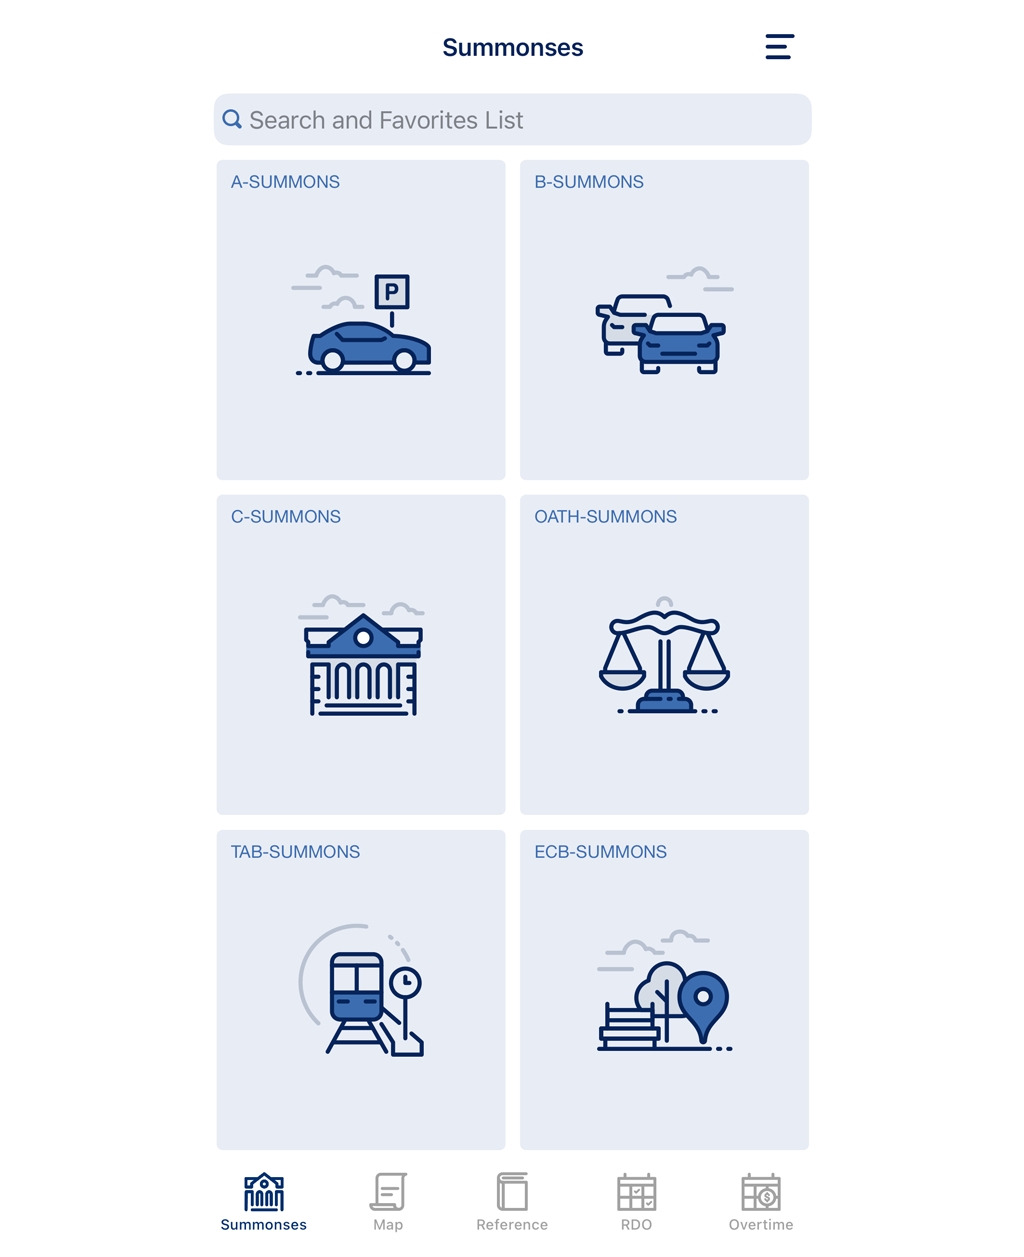 Summonses
Search and Favorites List
A-SUMMONS
B-SUMMONS
P
C-SUMMONS
OATH-SUMMONS
TAB-SUMMONS
ECB-SUMMONS
$
Summonses
Map
Reference
RDO
Overtime